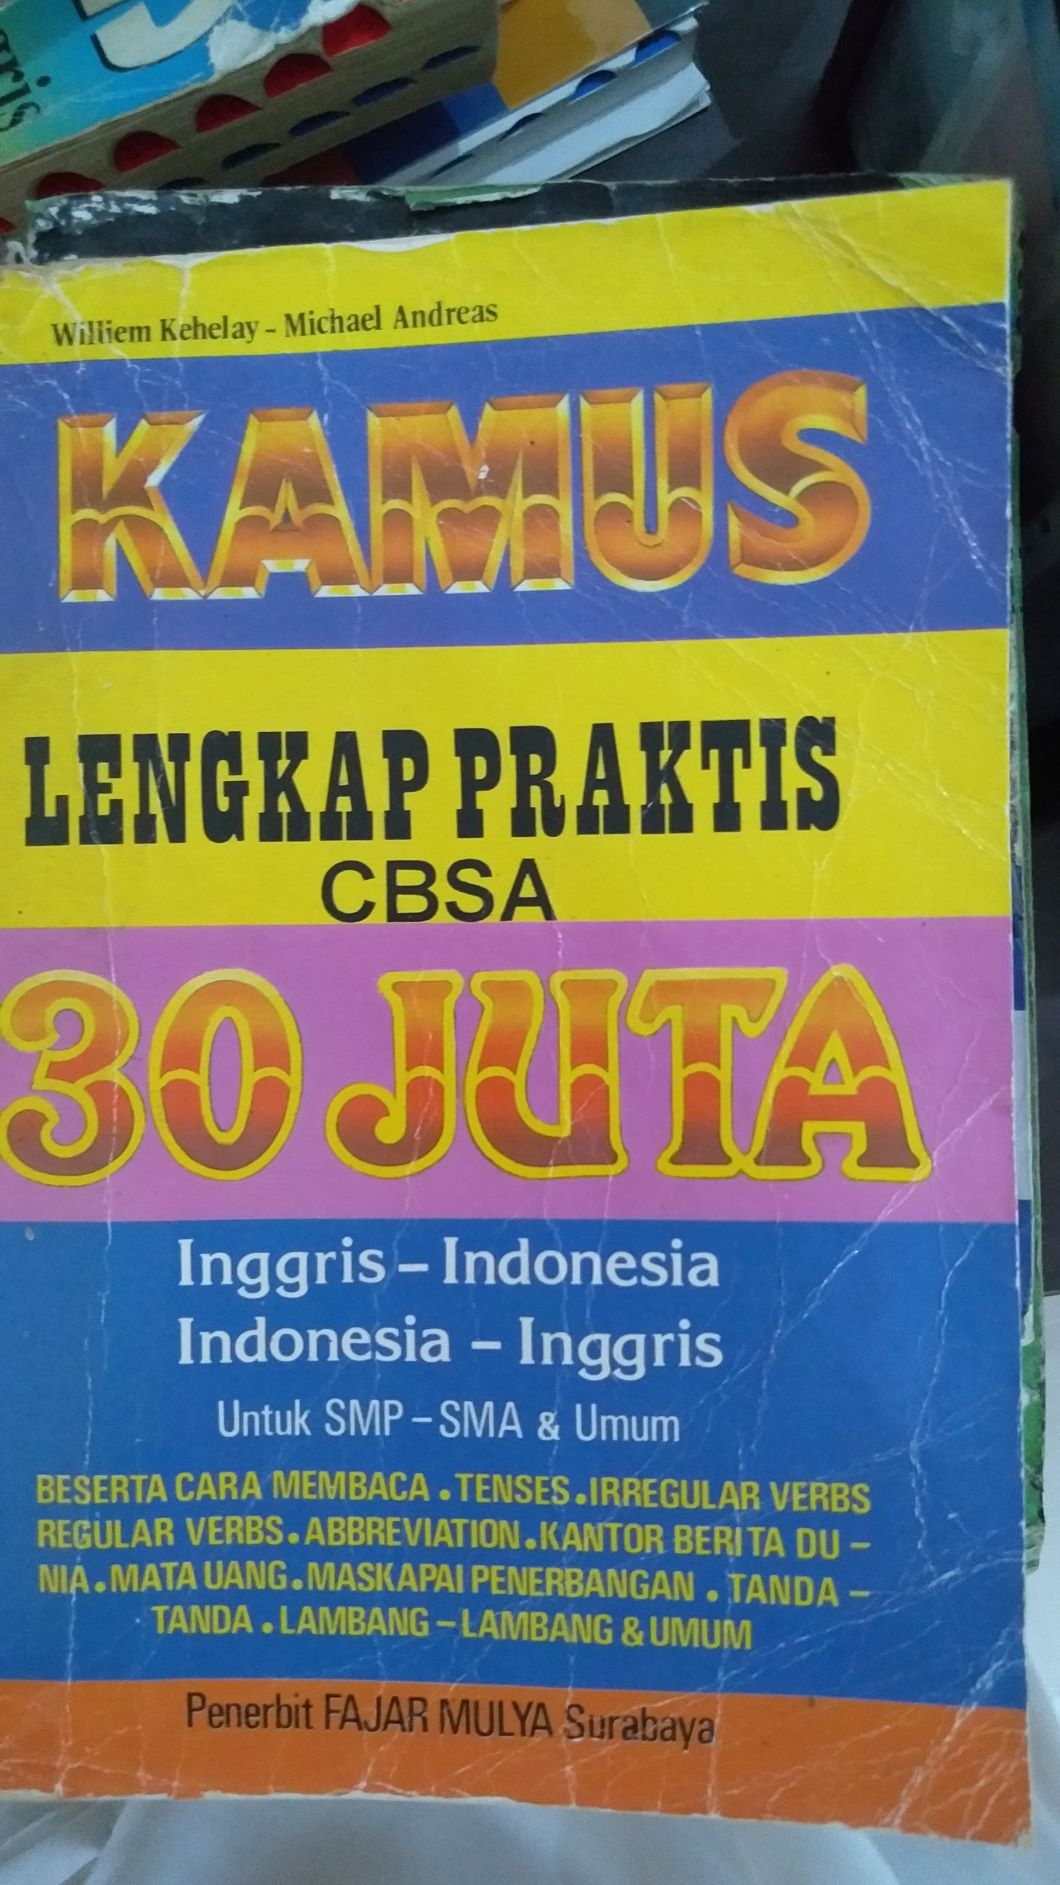 gris
Williem Kehelay - Michael Andreas
KAMUS
LENGKAP PRAKTIS
CBSA
30 JUTA
Inggris – Indonesia
Indonesia – Inggris
Untuk SMP – SMA & Umum
BESERTA CARA MEMBACA . TENSES . IRREGULAR VERBS
REGULAR VERBS . ABBREVIATION . KANTOR BERITA DU –
NIA . MATA UANG . MASKAPAI PENERBANGAN . TANDA –
TANDA . LAMBANG – LAMBANG & UMUM
Penerbit FAJAR MULYA Surabaya